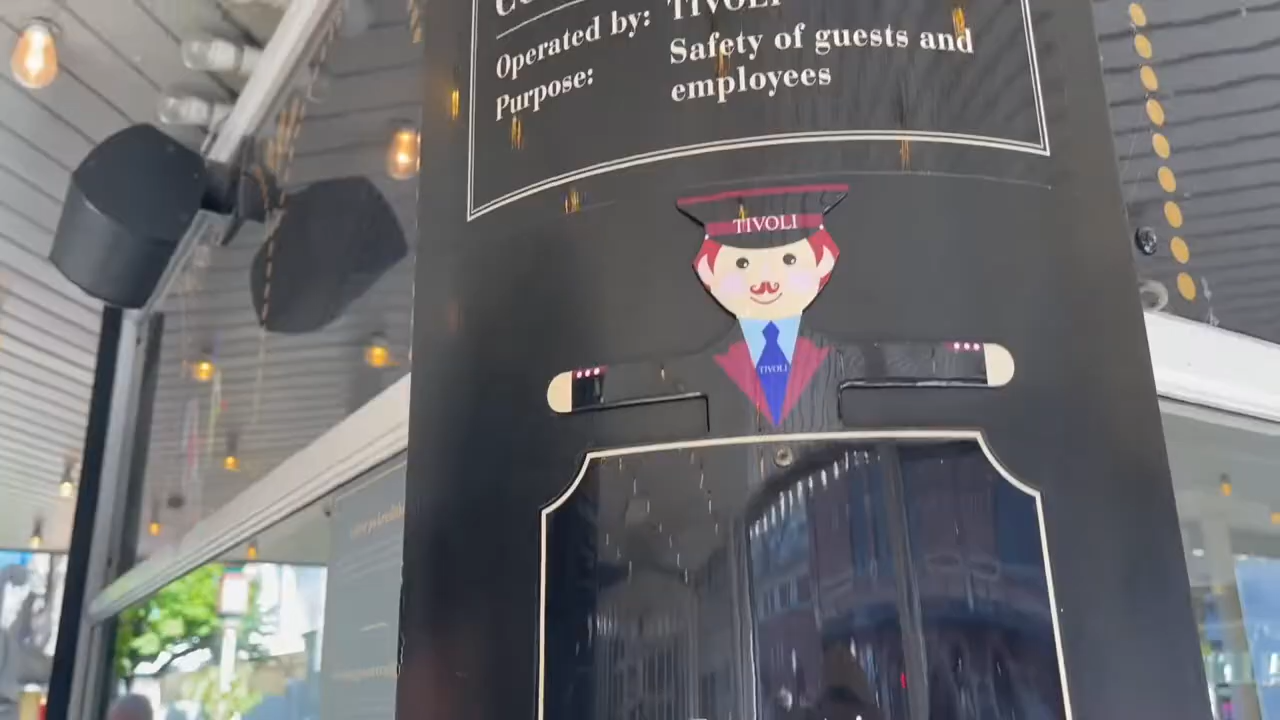 Operated by: TIVOLI
Purpose: Safety of guests and
employees
TIVOLI
TIVOLI